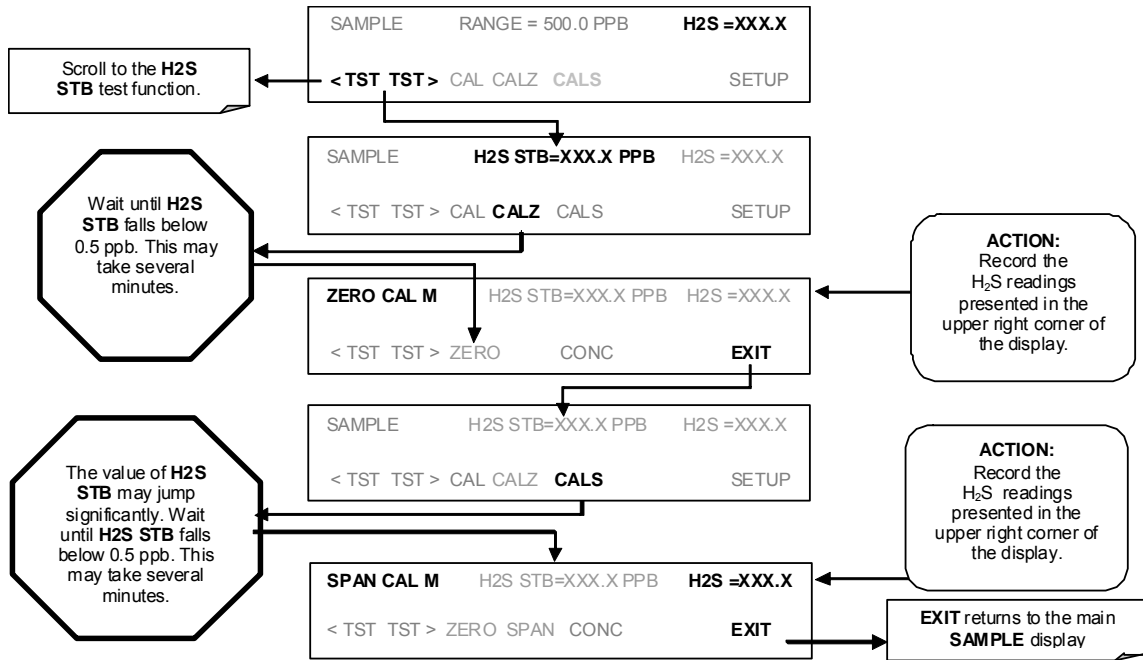 SAMPLE RANGE = 500.0 PPB H2S =XXX.X
< TST TST > CAL CALZ CALS SETUP
Scroll to the H2S
STB test function.
SAMPLE H2S STB=XXX.X PPB H2S =XXX.X
< TST TST > CAL CALZ CALS SETUP
Wait until H2S
STB falls below
0.5 ppb. This may
take several
minutes.
ZERO CAL M H2S STB=XXX.X PPB H2S =XXX.X
< TST TST > ZERO CONC EXIT
ACTION:
Record the
H₂S readings
presented in the
upper right corner of
the display.
SAMPLE H2S STB=XXX.X PPB H2S =XXX.X
< TST TST > CAL CALZ CALS SETUP
The value of H2S
STB may jump
significantly. Wait
until H2S STB falls
below 0.5 ppb. This
may take several
minutes.
ACTION:
Record the
H₂S readings
presented in the
upper right corner of
the display.
SPAN CAL M H2S STB=XXX.X PPB H2S =XXX.X
< TST TST > ZERO SPAN CONC EXIT
EXIT returns to the main
SAMPLE display